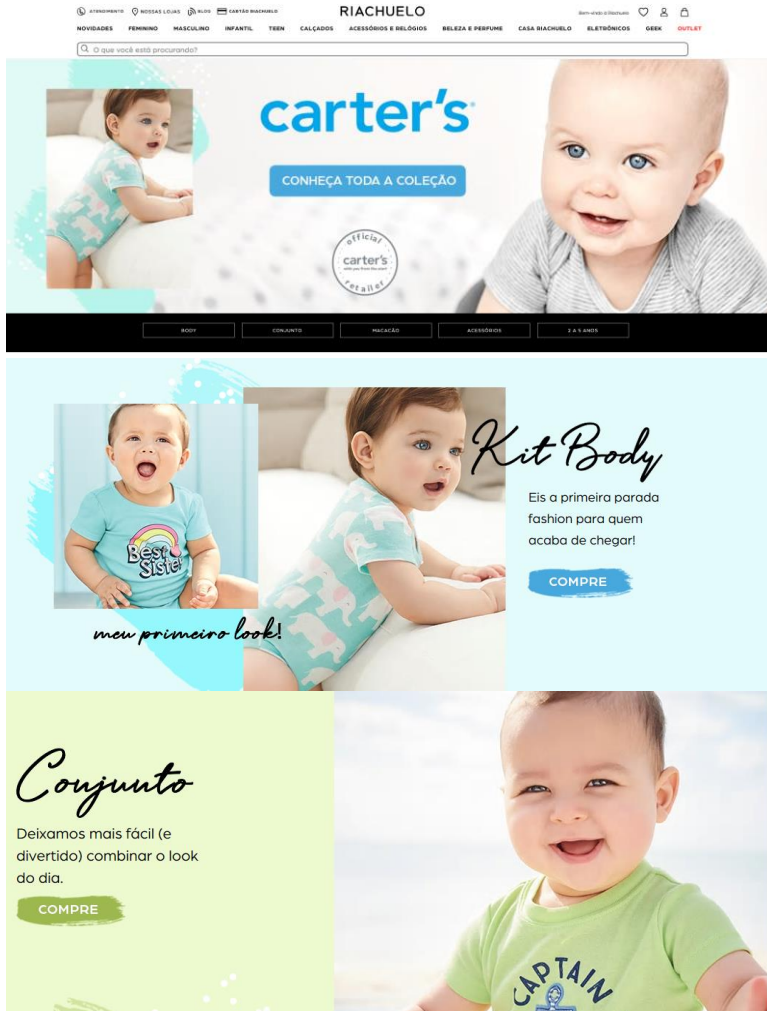 ATENDIMENTO NOSSAS LOJAS BLOG CARTÃO RIACHUELO
RIACHUELO
Bem-vindo à Riachuelo
NOVIDADES FEMININO MASCULINO INFANTIL TEEN CALÇADOS ACESSÓRIOS E RELÓGIOS BELEZA E PERFUME CASA RIACHUELO ELETRÔNICOS GEEK OUTLET
O que você está procurando?
carter's
CONHEÇA TODA A COLEÇÃO
official
carter's
retailer
BODY CONJUNTO MACACÃO ACESSÓRIOS 2 A 5 ANOS
Kit Body
Eis a primeira parada
fashion para quem
acaba de chegar!
COMPRE
Best
Sister
meu primeiro look!
Conjunto
Deixamos mais fácil (e
divertido) combinar o look
do dia.
COMPRE
CAPTAIN